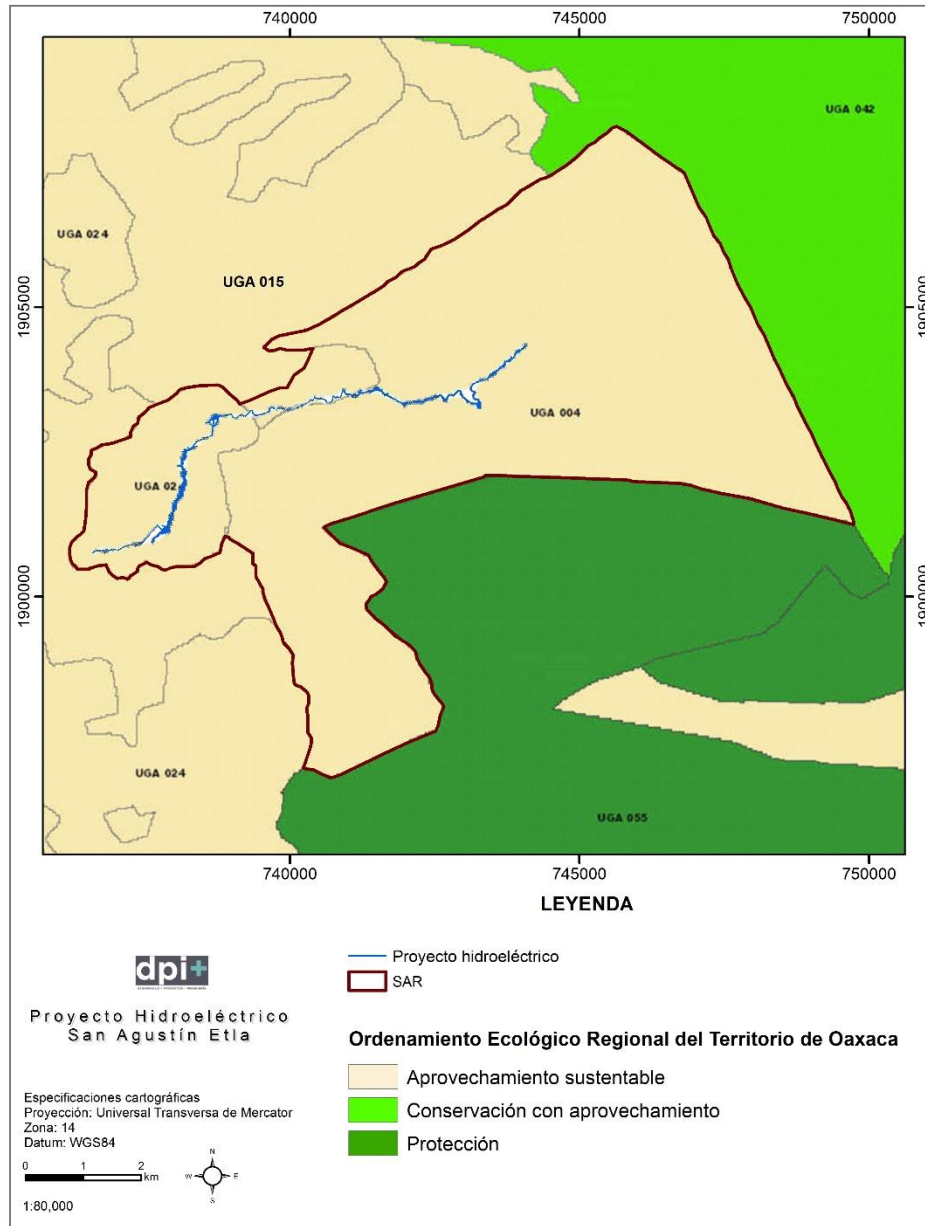 740000
745000
750000
UGA 042
UGA 024
UGA 015
1905000
1905000
UGA 004
UGA 02
1900000
1900000
UGA 024
UGA 055
740000
745000
750000
LEYENDA
dpi+
Proyecto Hidroeléctrico
San Agustín Etla
Proyecto hidroeléctrico
SAR
Ordenamiento Ecológico Regional del Territorio de Oaxaca
Aprovechamiento sustentable
Conservación con aprovechamiento
Protección
Especificaciones cartográficas
Proyección: Universal Transversa de Mercator
Zona: 14
Datum: WGS84
0 1 2
km
1:80,000
N
W E
S